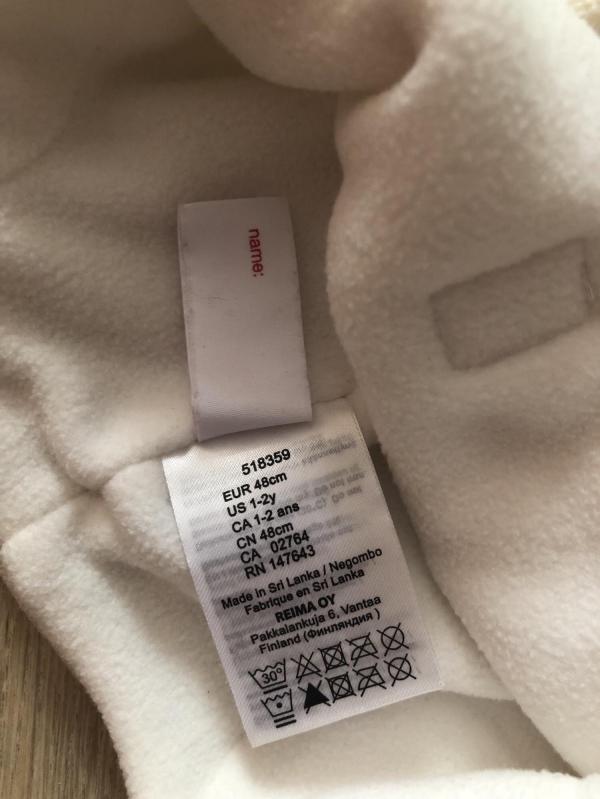 name:
518359
EUR 48cm
US 1-2y
CA 1-2 ans
CN 48cm
CA 02764
RN 147643
Made in Sri Lanka / Negombo
Fabrique en Sri Lanka
REIMA OY
Pakkalankuja 6, Vantaa
Finland (Финляндия )
30°